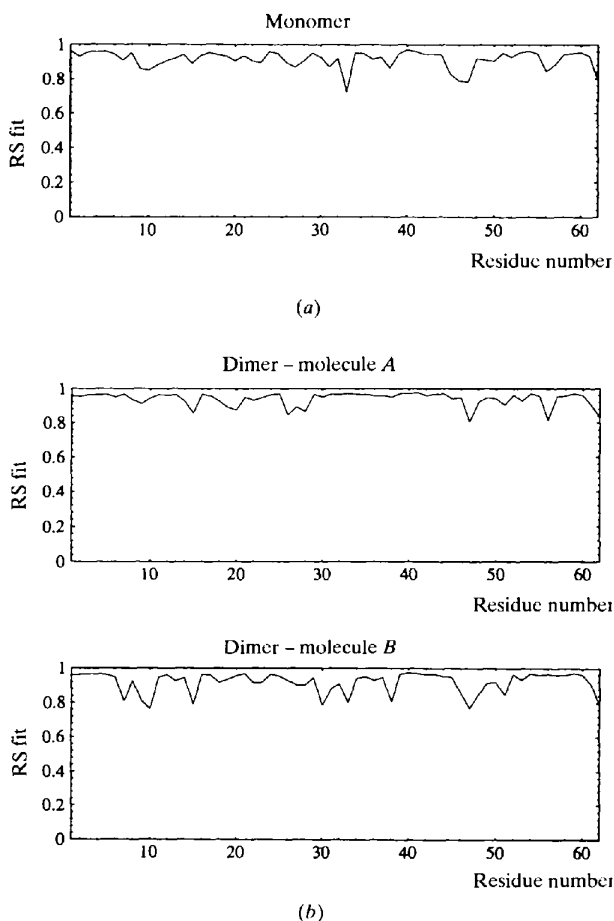 Monomer
1
0.8
0.6
0.4
0.2
0
RS fit
10 20 30 40 50 60
Residue number
(a)
Dimer – molecule A
1
0.8
0.6
0.4
0.2
0
RS fit
10 20 30 40 50 60
Residue number
Dimer – molecule B
1
0.8
0.6
0.4
0.2
0
RS fit
10 20 30 40 50 60
Residue number
(b)